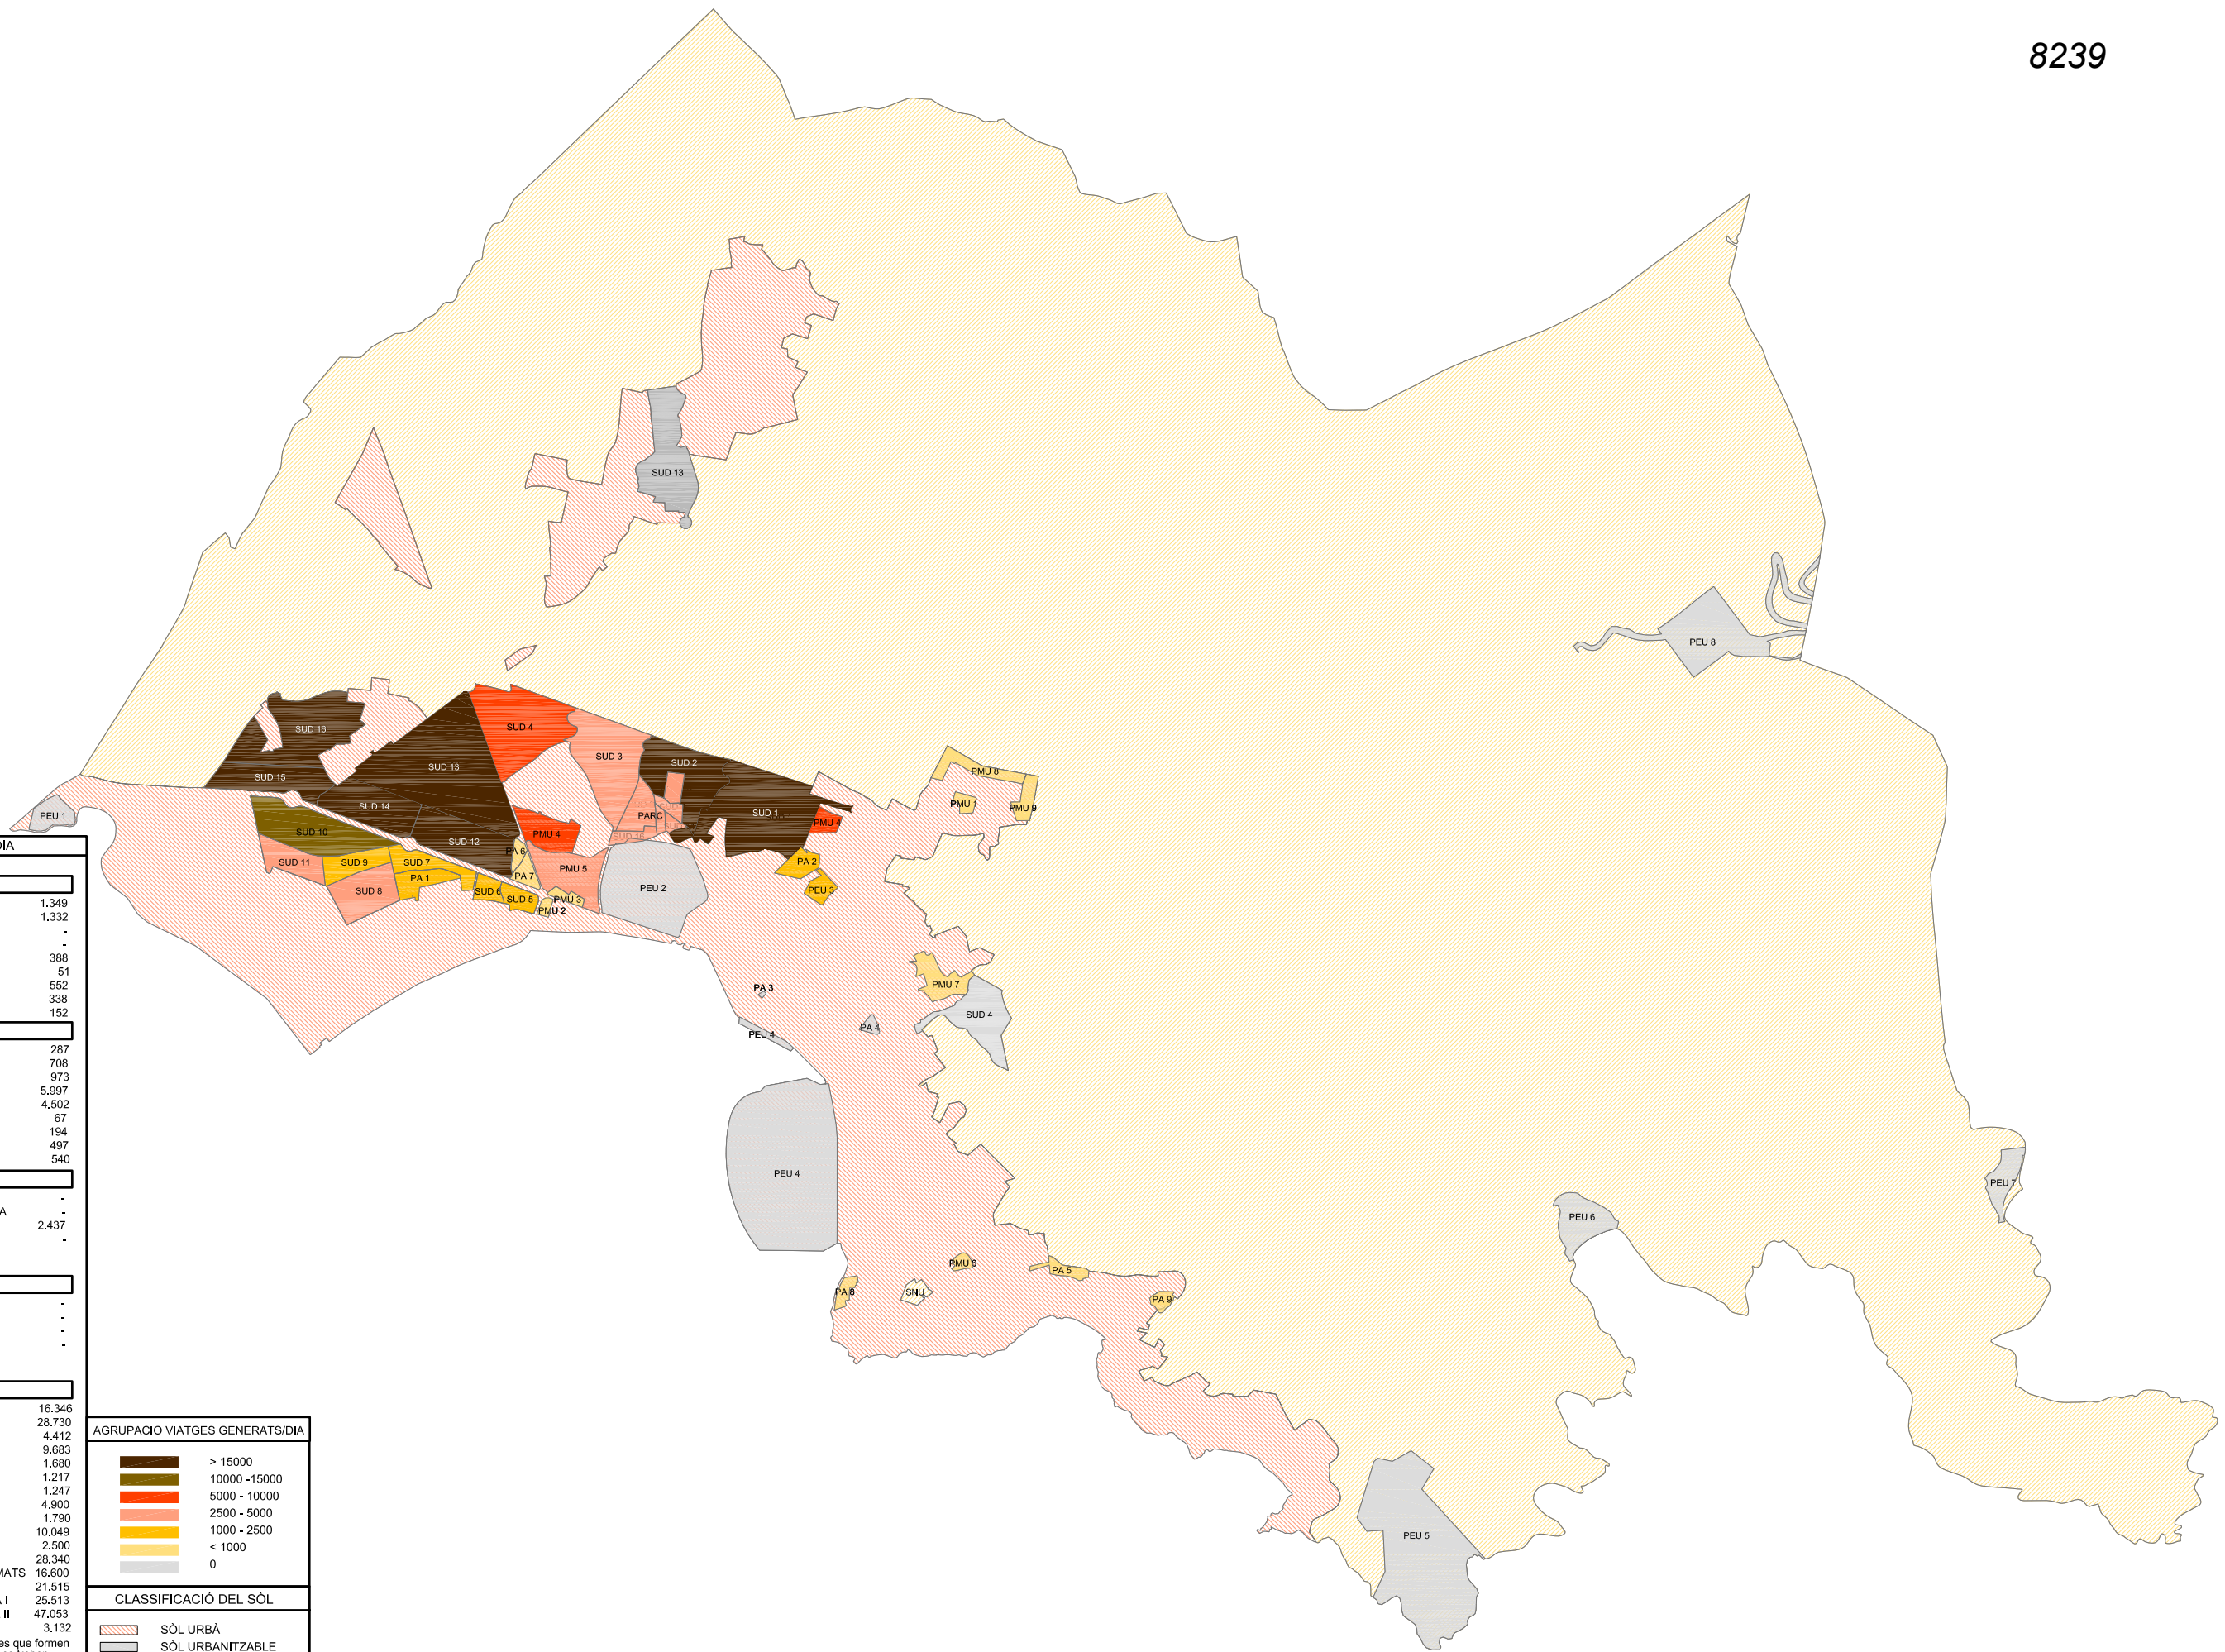 8239
SUD 13
PEU 8
SUD 16
SUD 4
SUD 3
SUD 2
SUD 13
SUD 15
PMU 8
PMU 1
PMU 9
SUD 14
SUD 1
PARC
PMU 4
PEU 1
SUD 10
SUD 12
PMU 4
SUD 16
PA 6
SUD 11
SUD 9
SUD 7
PA 2
PMU 5
PA 7
PA 1
SUD 8
SUD 6
SUD 5
PMU 3
PMU 2
PEU 2
PEU 3
PMU 7
PA 3
SUD 4
PA 4
PEU 4
PEU 4
PEU 7
PEU 6
PMU 6
PA 5
PA 8
SNU
PA 9
PEU 5
DIA
1.349
1.332
-
-
388
51
552
338
152
287
708
973
5.997
4.502
67
194
497
540
-
A -
2.437
-
-
-
-
-
16.346
28.730
4.412
9.683
1.680
1.217
1.247
4.900
1.790
10.049
2.500
28.340
MATS 16.600
21.515
A I 25.513
II 47.053
3.132
es que formen
AGRUPACIO VIATGES GENERATS/DIA
> 15000
10000 -15000
5000 - 10000
2500 - 5000
1000 - 2500
< 1000
0
CLASSIFICACIÓ DEL SÒL
SÒL URBÀ
SÒL URBANITZABLE